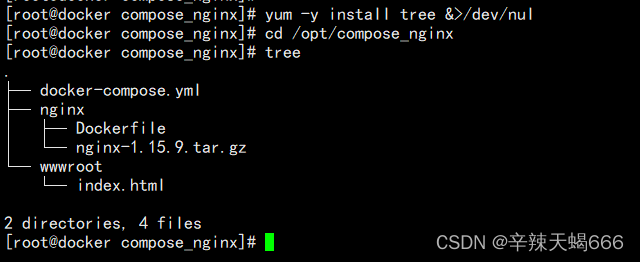 [root@docker compose_nginx]# yum -y install tree &>/dev/nul
[root@docker compose_nginx]# cd /opt/compose_nginx
[root@docker compose_nginx]# tree
.
├── docker-compose.yml
├── nginx
│   ├── Dockerfile
│   └── nginx-1.15.9.tar.gz
└── wwwroot
    └── index.html
2 directories, 4 files
[root@docker compose_nginx]#
CSDN @辛辣天蝎666